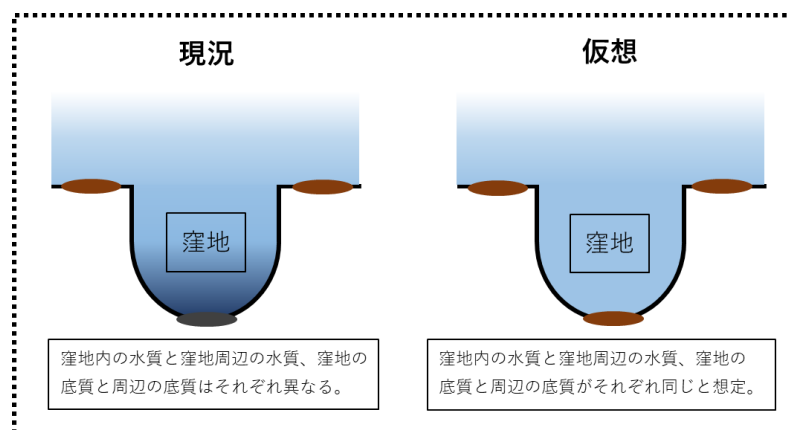 現況
仮想
窪地
窪地
窪地内の水質と窪地周辺の水質、窪地の
底質と周辺の底質はそれぞれ異なる。
窪地内の水質と窪地周辺の水質、窪地の
底質と周辺の底質がそれぞれ同じと想定。